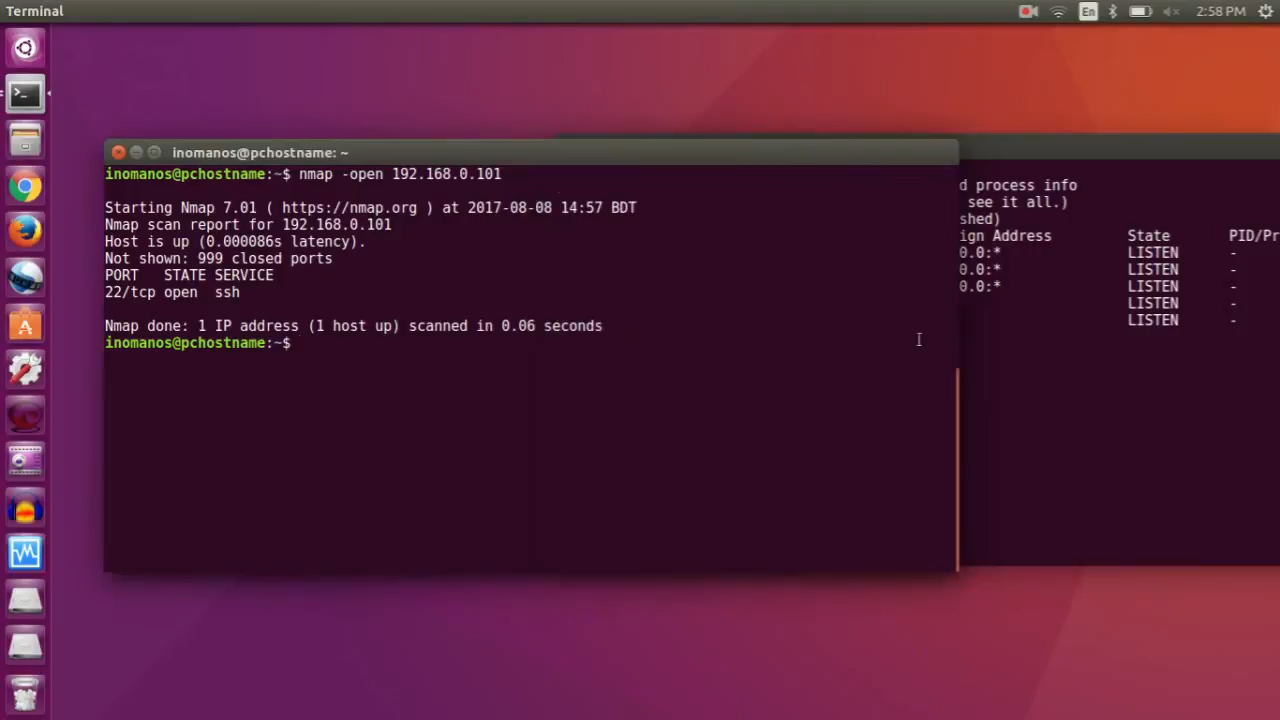 Terminal
En
2:58 PM
inomanos@pchostname: ~
inomanos@pchostname:~$ nmap -open 192.168.0.101
Starting Nmap 7.01 ( https://nmap.org ) at 2017-08-08 14:57 BDT
Nmap scan report for 192.168.0.101
Host is up (0.000086s latency).
Not shown: 999 closed ports
PORT   STATE SERVICE
22/tcp open  ssh
Nmap done: 1 IP address (1 host up) scanned in 0.06 seconds
inomanos@pchostname:~$
d process info
see it all.)
shed)
ign Address State PID/Pr
0.0:* LISTEN -
0.0:* LISTEN -
0.0:* LISTEN -
LISTEN -
LISTEN -